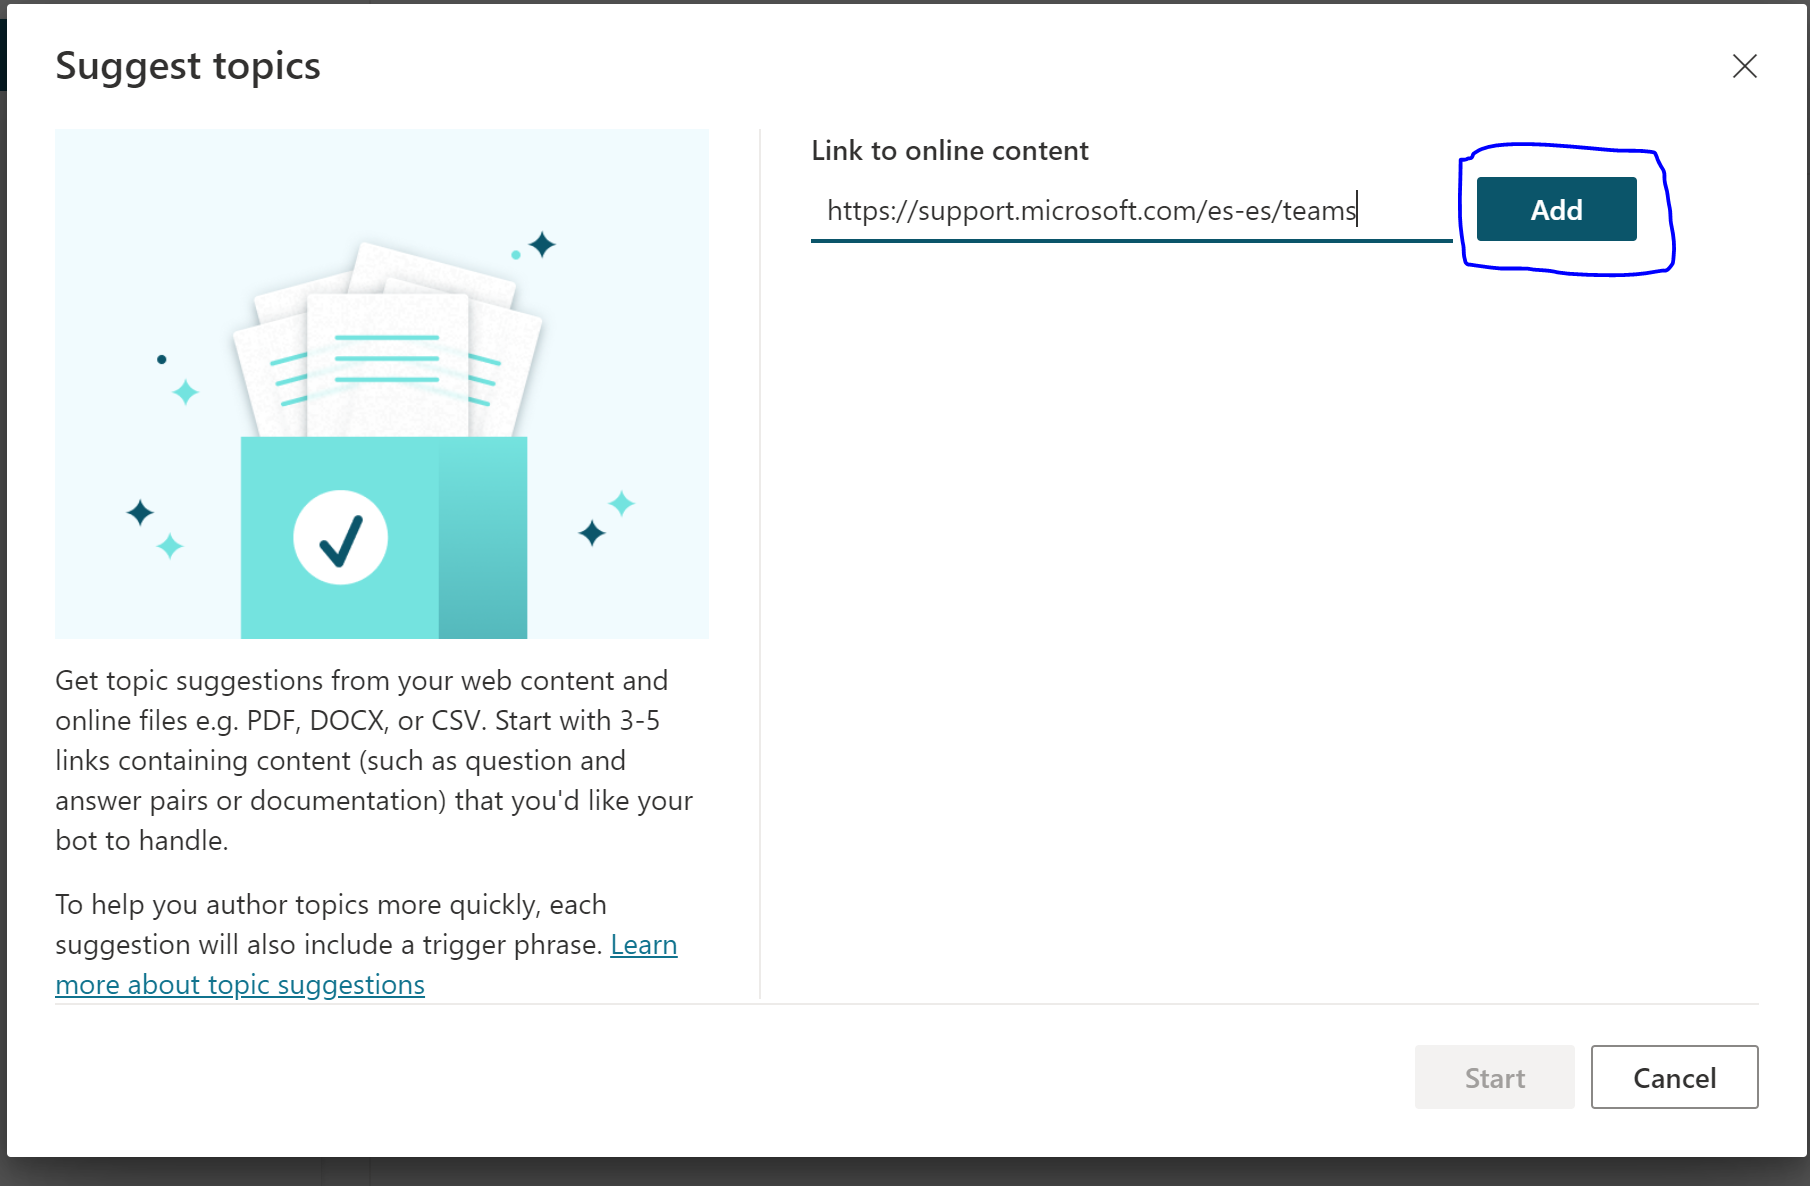 Suggest topics
Link to online content
https://support.microsoft.com/es-es/teams
Add
Get topic suggestions from your web content and
online files e.g. PDF, DOCX, or CSV. Start with 3-5
links containing content (such as question and
answer pairs or documentation) that you'd like your
bot to handle.
To help you author topics more quickly, each
suggestion will also include a trigger phrase. Learn
more about topic suggestions
Start
Cancel